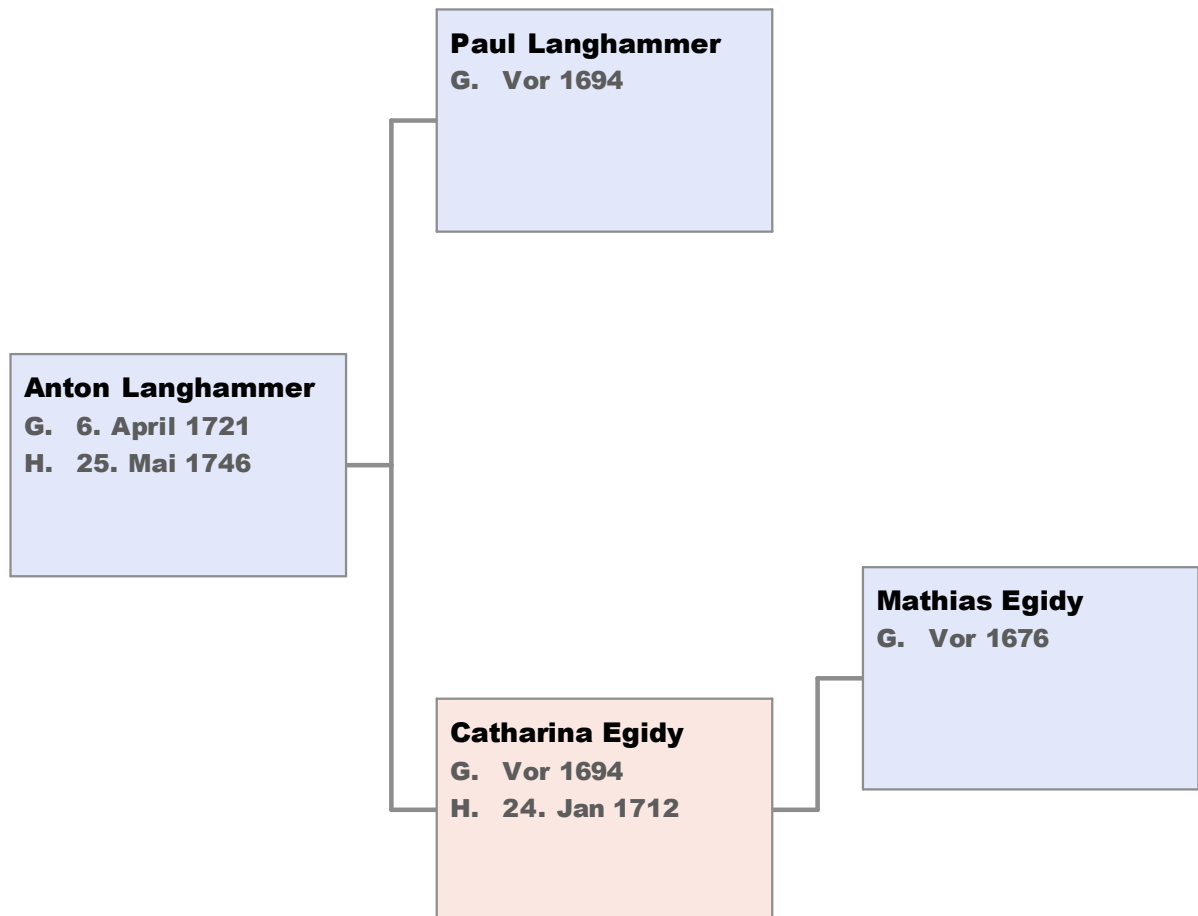 Paul Langhammer
G. Vor 1694
Anton Langhammer
G. 6. April 1721
H. 25. Mai 1746
Mathias Egidy
G. Vor 1676
Catharina Egidy
G. Vor 1694
H. 24. Jan 1712